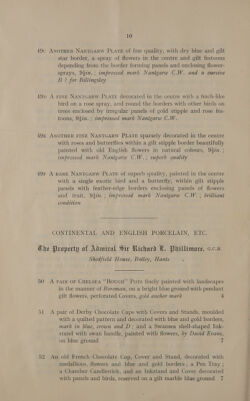 10
49c ANOTHER NANTGARW PLATE of fine quality, with dry blue and gilt
star border, a spray of flowers in the centre and gilt festoons
depending from the border forming panels and enclosing flower-
sprays, 9½in.; impressed mark Nantgarw C.W. and a cursive
B ? for Billingsley
A FINE NANTGARW PLATE decorated in the centre with a finch-like
bird on a rose spray, and round the borders with other birds on
trees enclosed by irregular panels of gold stipple and rose fes-
toons, 9in.; impressed mark Nantgarw C.W.
ANOTHER FINE NANTGARW PLATE sparsely decorated in the centre
with roses and butterflies within a gilt stipple border beautifully
painted with old English flowers in natural colours, 9½in.;
impressed mark Nantgarw C.W.; superb quality
A RARE NANTGARW PLATE of superb quality, painted in the centre
with a single exotic bird and a butterfly, within gilt stipple
panels with feather-edge borders enclosing panels of flowers
and fruit, 9½in.; impressed mark Nantgarw C.W.; brilliant
condition
CONTINENTAL AND ENGLISH PORCELAIN, ETC.
The Property of Admiral Sir Richard E. Phillimore, G.C.B.
Shedfield House, Botley, Hants
50 A PAIR OF CHELSEA "BOUGH" POTS finely painted with landscapes
in the manner of Boreman, on a bright blue ground with pendent
gilt flowers, perforated Covers, gold anchor mark 4
51 A pair of Derby Chocolate Cups with Covers and Stands, moulded
with a quilted pattern and decorated with blue and gold borders,
mark in blue, crown and D; and a Swansea shell-shaped Ink-
stand with swan handle, painted with flowers, by David Evans,
on blue ground 7
52 An old French Chocolate Cup, Cover and Stand, decorated with
medallions, flowers and blue and gold borders; a Pen Tray;
a Chamber Candlestick, and an Inkstand and Cover decorated
with panels and birds, reserved on a gilt marble blue ground 7